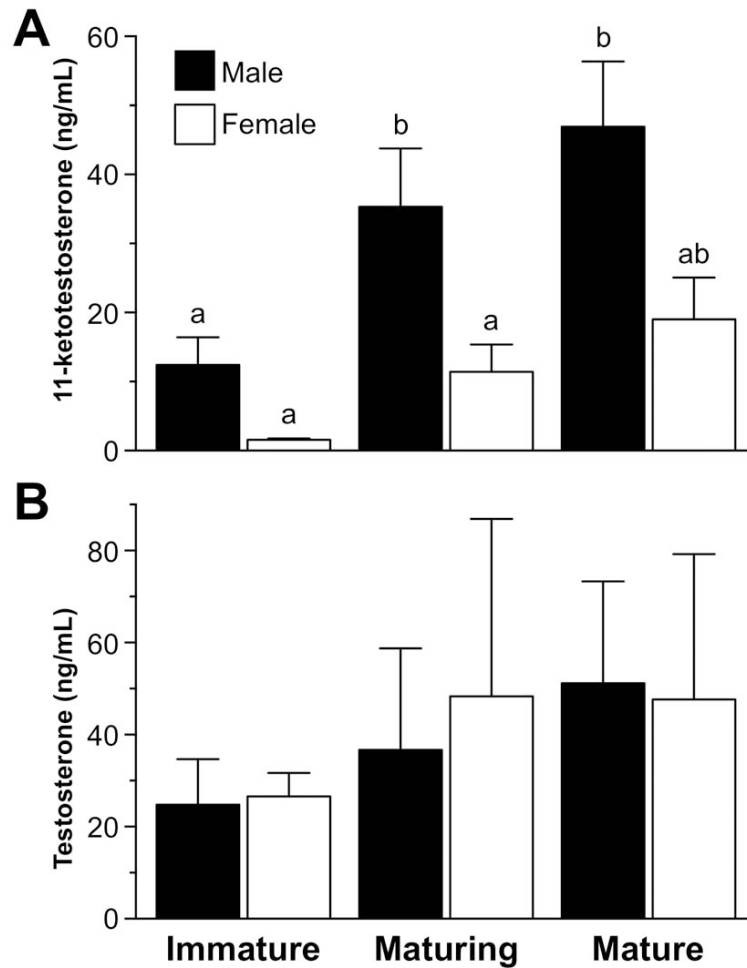 A
11-ketotestosterone (ng/mL)
60
40
20
0
Male
Female
a
a
b
a
b
ab
B
Testosterone (ng/mL)
80
60
40
20
0
Immature
Maturing
Mature